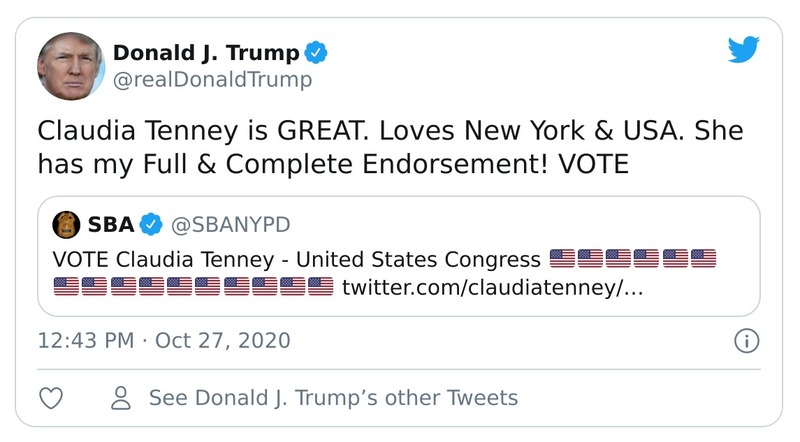 Donald J. Trump
@realDonaldTrump
Claudia Tenney is GREAT. Loves New York & USA. She
has my Full & Complete Endorsement! VOTE
SBA @SBANYPD
VOTE Claudia Tenney - United States Congress 🇺🇸🇺🇸🇺🇸🇺🇸🇺🇸🇺🇸
🇺🇸🇺🇸🇺🇸🇺🇸🇺🇸🇺🇸🇺🇸🇺🇸🇺🇸🇺🇸 twitter.com/claudiatenney/…
12:43 PM · Oct 27, 2020
See Donald J. Trump’s other Tweets